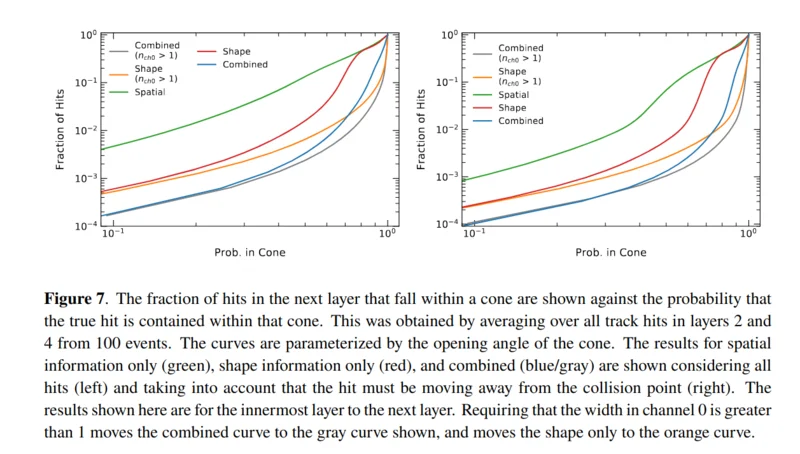 10⁰
10⁻¹
10⁻²
10⁻³
10⁻⁴
Fraction of Hits
Combined
(n_ch0 > 1)
Shape
(n_ch0 > 1)
Spatial
Shape
Combined
10⁻¹
10⁰
Prob. in Cone
10⁰
10⁻¹
10⁻²
10⁻³
10⁻⁴
Fraction of Hits
Combined
(n_ch0 > 1)
Shape
(n_ch0 > 1)
Spatial
Shape
Combined
10⁻¹
10⁰
Prob. in Cone
Figure 7. The fraction of hits in the next layer that fall within a cone are shown against the probability that
the true hit is contained within that cone. This was obtained by averaging over all track hits in layers 2 and
4 from 100 events. The curves are parameterized by the opening angle of the cone. The results for spatial
information only (green), shape information only (red), and combined (blue/gray) are shown considering all
hits (left) and taking into account that the hit must be moving away from the collision point (right). The
results shown here are for the innermost layer to the next layer. Requiring that the width in channel 0 is greater
than 1 moves the combined curve to the gray curve shown, and moves the shape only to the orange curve.